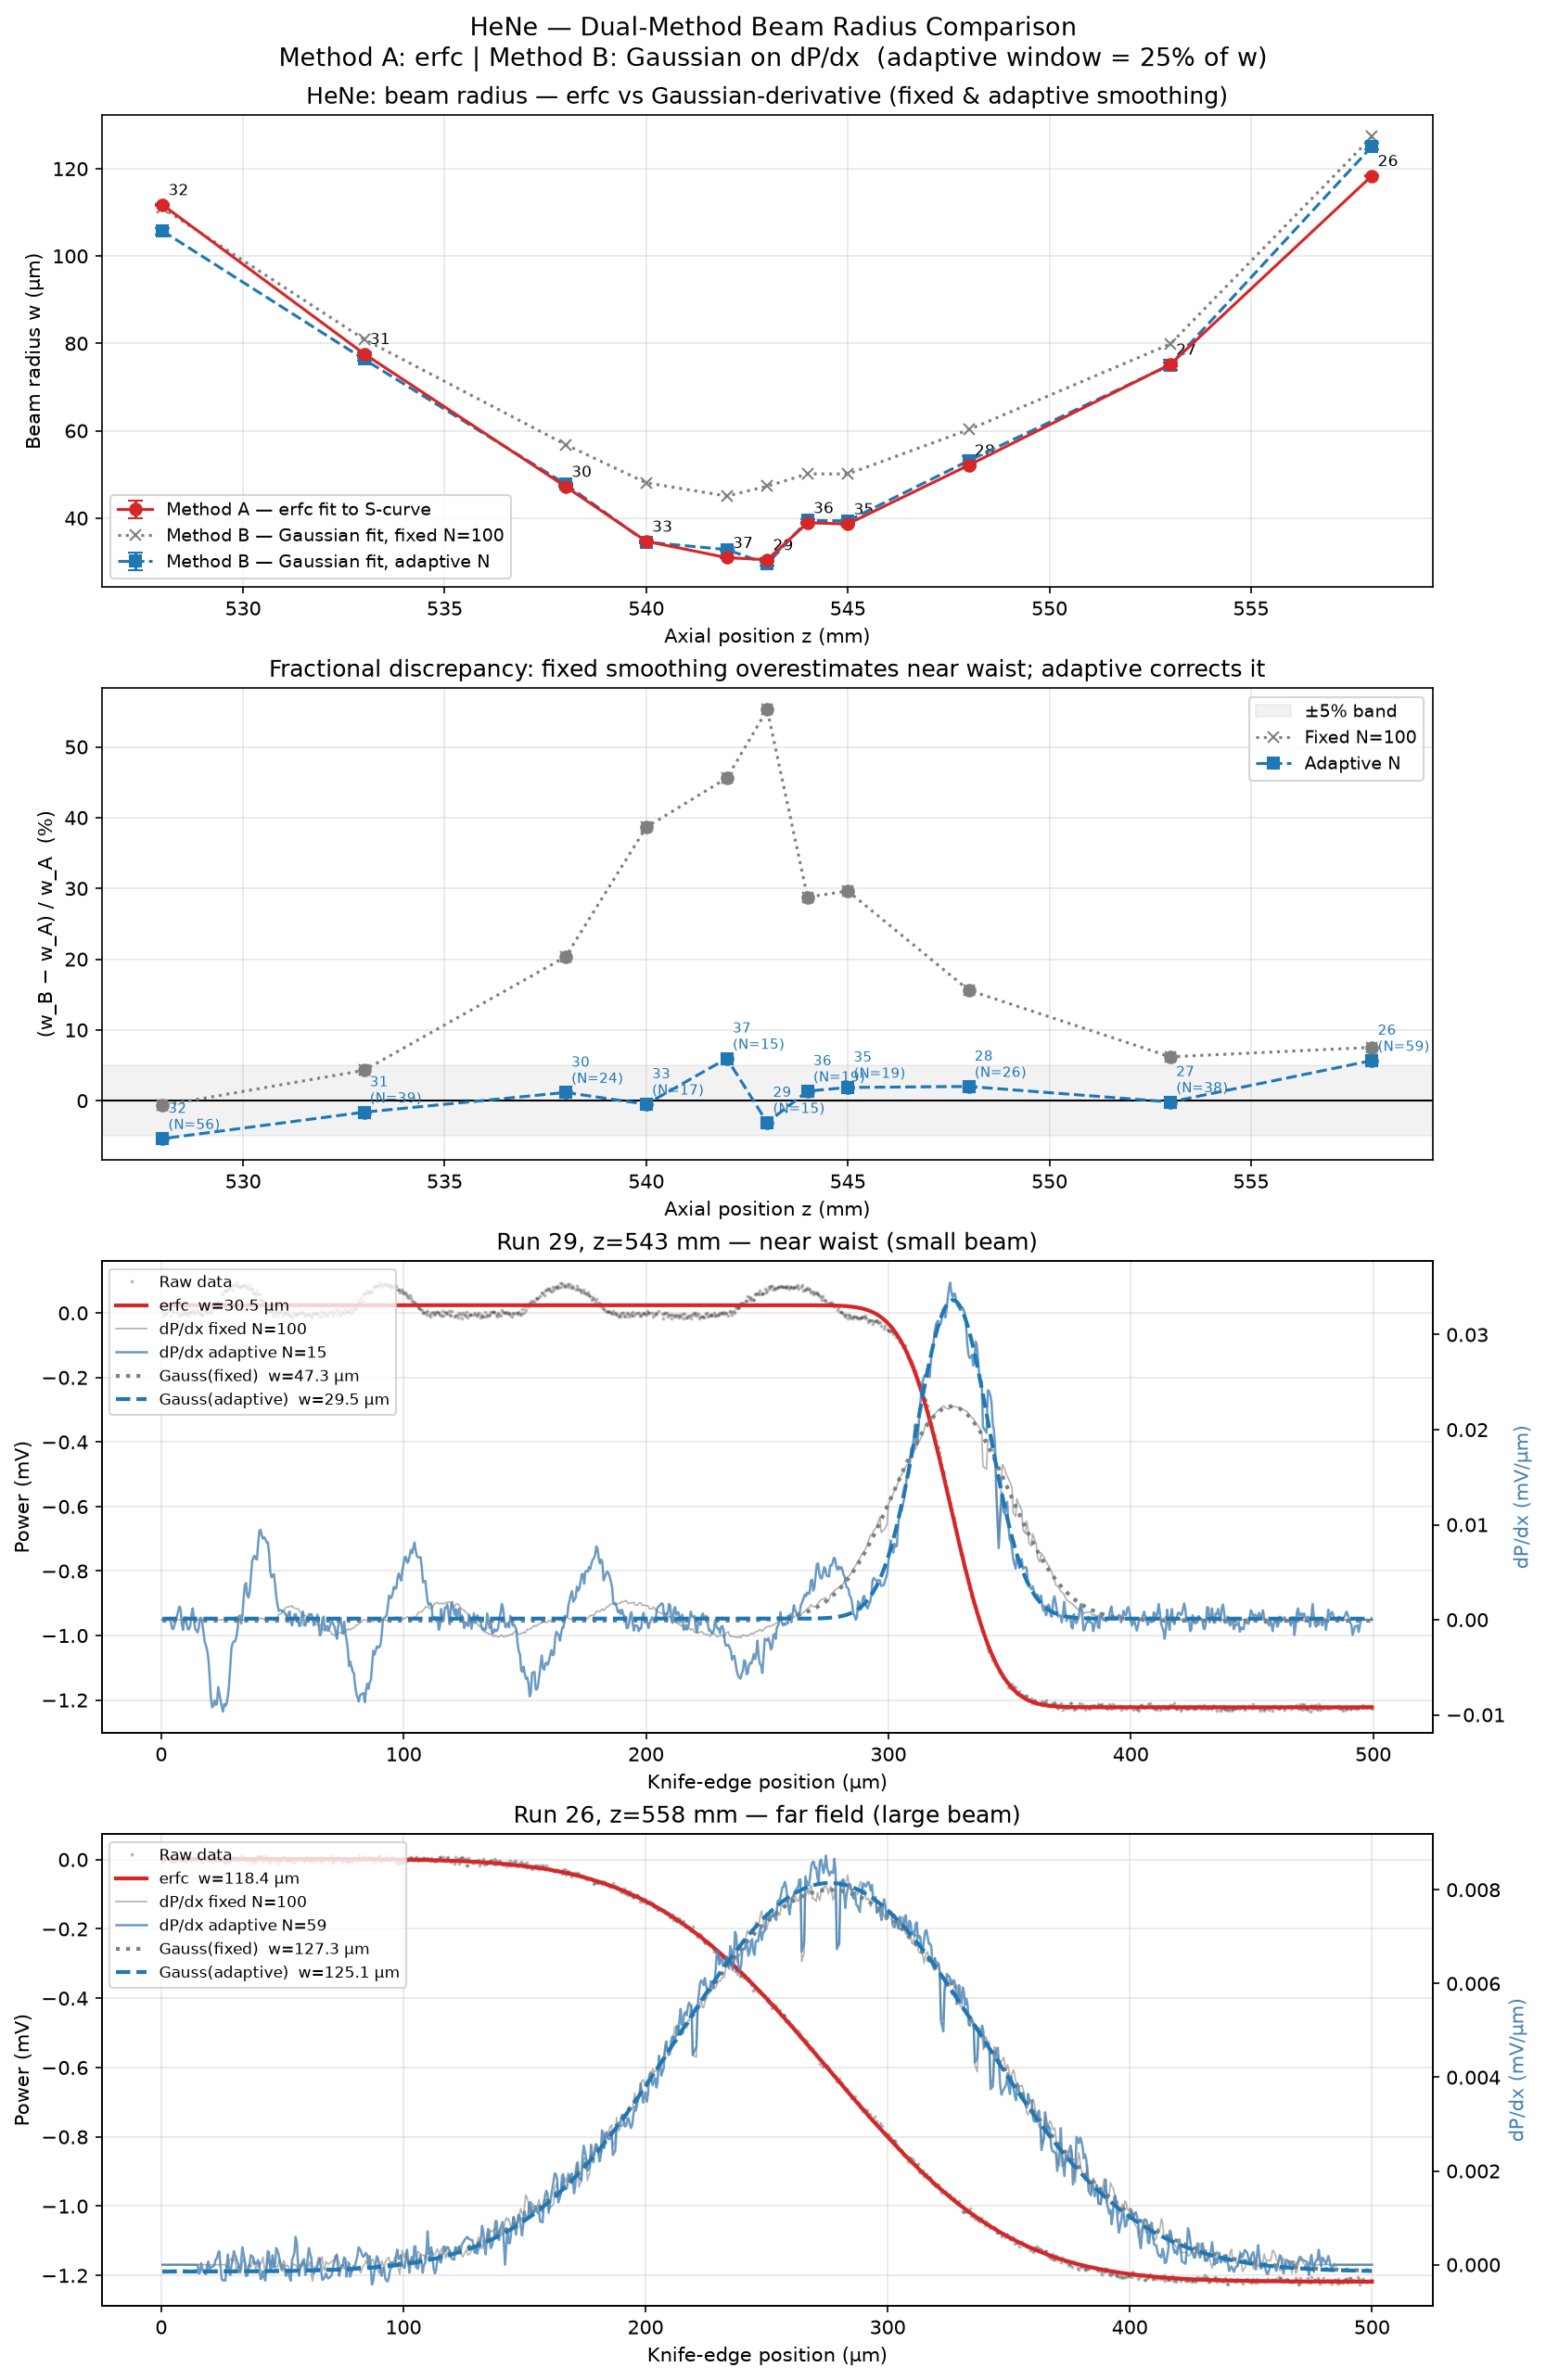 HeNe — Dual-Method Beam Radius Comparison
Method A: erfc | Method B: Gaussian on dP/dx  (adaptive window = 25% of w)
HeNe: beam radius — erfc vs Gaussian-derivative (fixed & adaptive smoothing)
Beam radius w (µm)
120
100
80
60
40
32
31
30
33
37
29
36
35
28
27
26
Method A — erfc fit to S-curve
Method B — Gaussian fit, fixed N=100
Method B — Gaussian fit, adaptive N
530
535
540
545
550
555
Axial position z (mm)
Fractional discrepancy: fixed smoothing overestimates near waist; adaptive corrects it
(w_B − w_A) / w_A  (%)
50
40
30
20
10
0
±5% band
Fixed N=100
Adaptive N
32
(N=56)
31
(N=39)
30
(N=24)
33
(N=17)
37
(N=15)
29
(N=15)
36
(N=19)
35
(N=19)
28
(N=26)
27
(N=38)
26
(N=59)
530
535
540
545
550
555
Axial position z (mm)
Run 29, z=543 mm — near waist (small beam)
Power (mV)
0.0
−0.2
−0.4
−0.6
−0.8
−1.0
−1.2
Raw data
erfc  w=30.5 µm
dP/dx fixed N=100
dP/dx adaptive N=15
Gauss(fixed)  w=47.3 µm
Gauss(adaptive)  w=29.5 µm
0.03
0.02
0.01
0.00
−0.01
dP/dx (mV/µm)
0
100
200
300
400
500
Knife-edge position (µm)
Run 26, z=558 mm — far field (large beam)
Power (mV)
0.0
−0.2
−0.4
−0.6
−0.8
−1.0
−1.2
Raw data
erfc  w=118.4 µm
dP/dx fixed N=100
dP/dx adaptive N=59
Gauss(fixed)  w=127.3 µm
Gauss(adaptive)  w=125.1 µm
0.008
0.006
0.004
0.002
0.000
dP/dx (mV/µm)
0
100
200
300
400
500
Knife-edge position (µm)